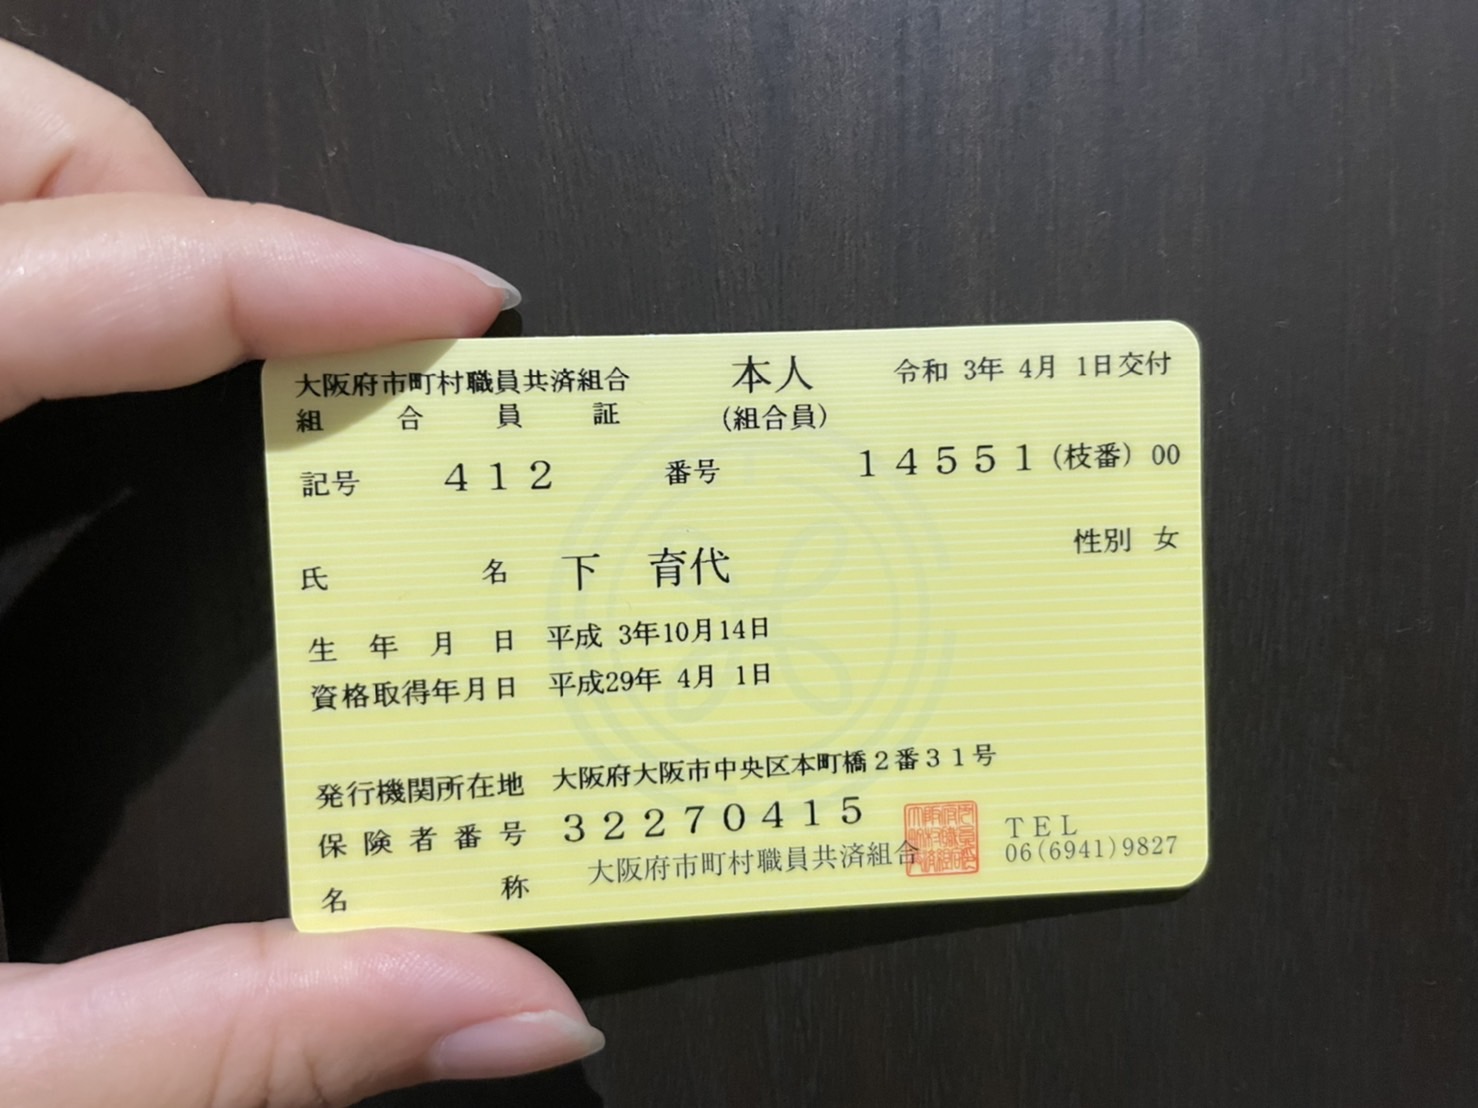 大阪府市町村職員共済組合 本人 令和 3年 4月 1日交付
組合員証 (組合員)
記号 412 番号 14551 (枝番) 00
性別 女
氏名 下 育代
生年月日 平成 3年10月14日
資格取得年月日 平成29年 4月 1日
発行機関所在地 大阪府大阪市中央区本町橋2番31号
保険者番号 32270415
名称 大阪府市町村職員共済組合
TEL
06(6941)9827